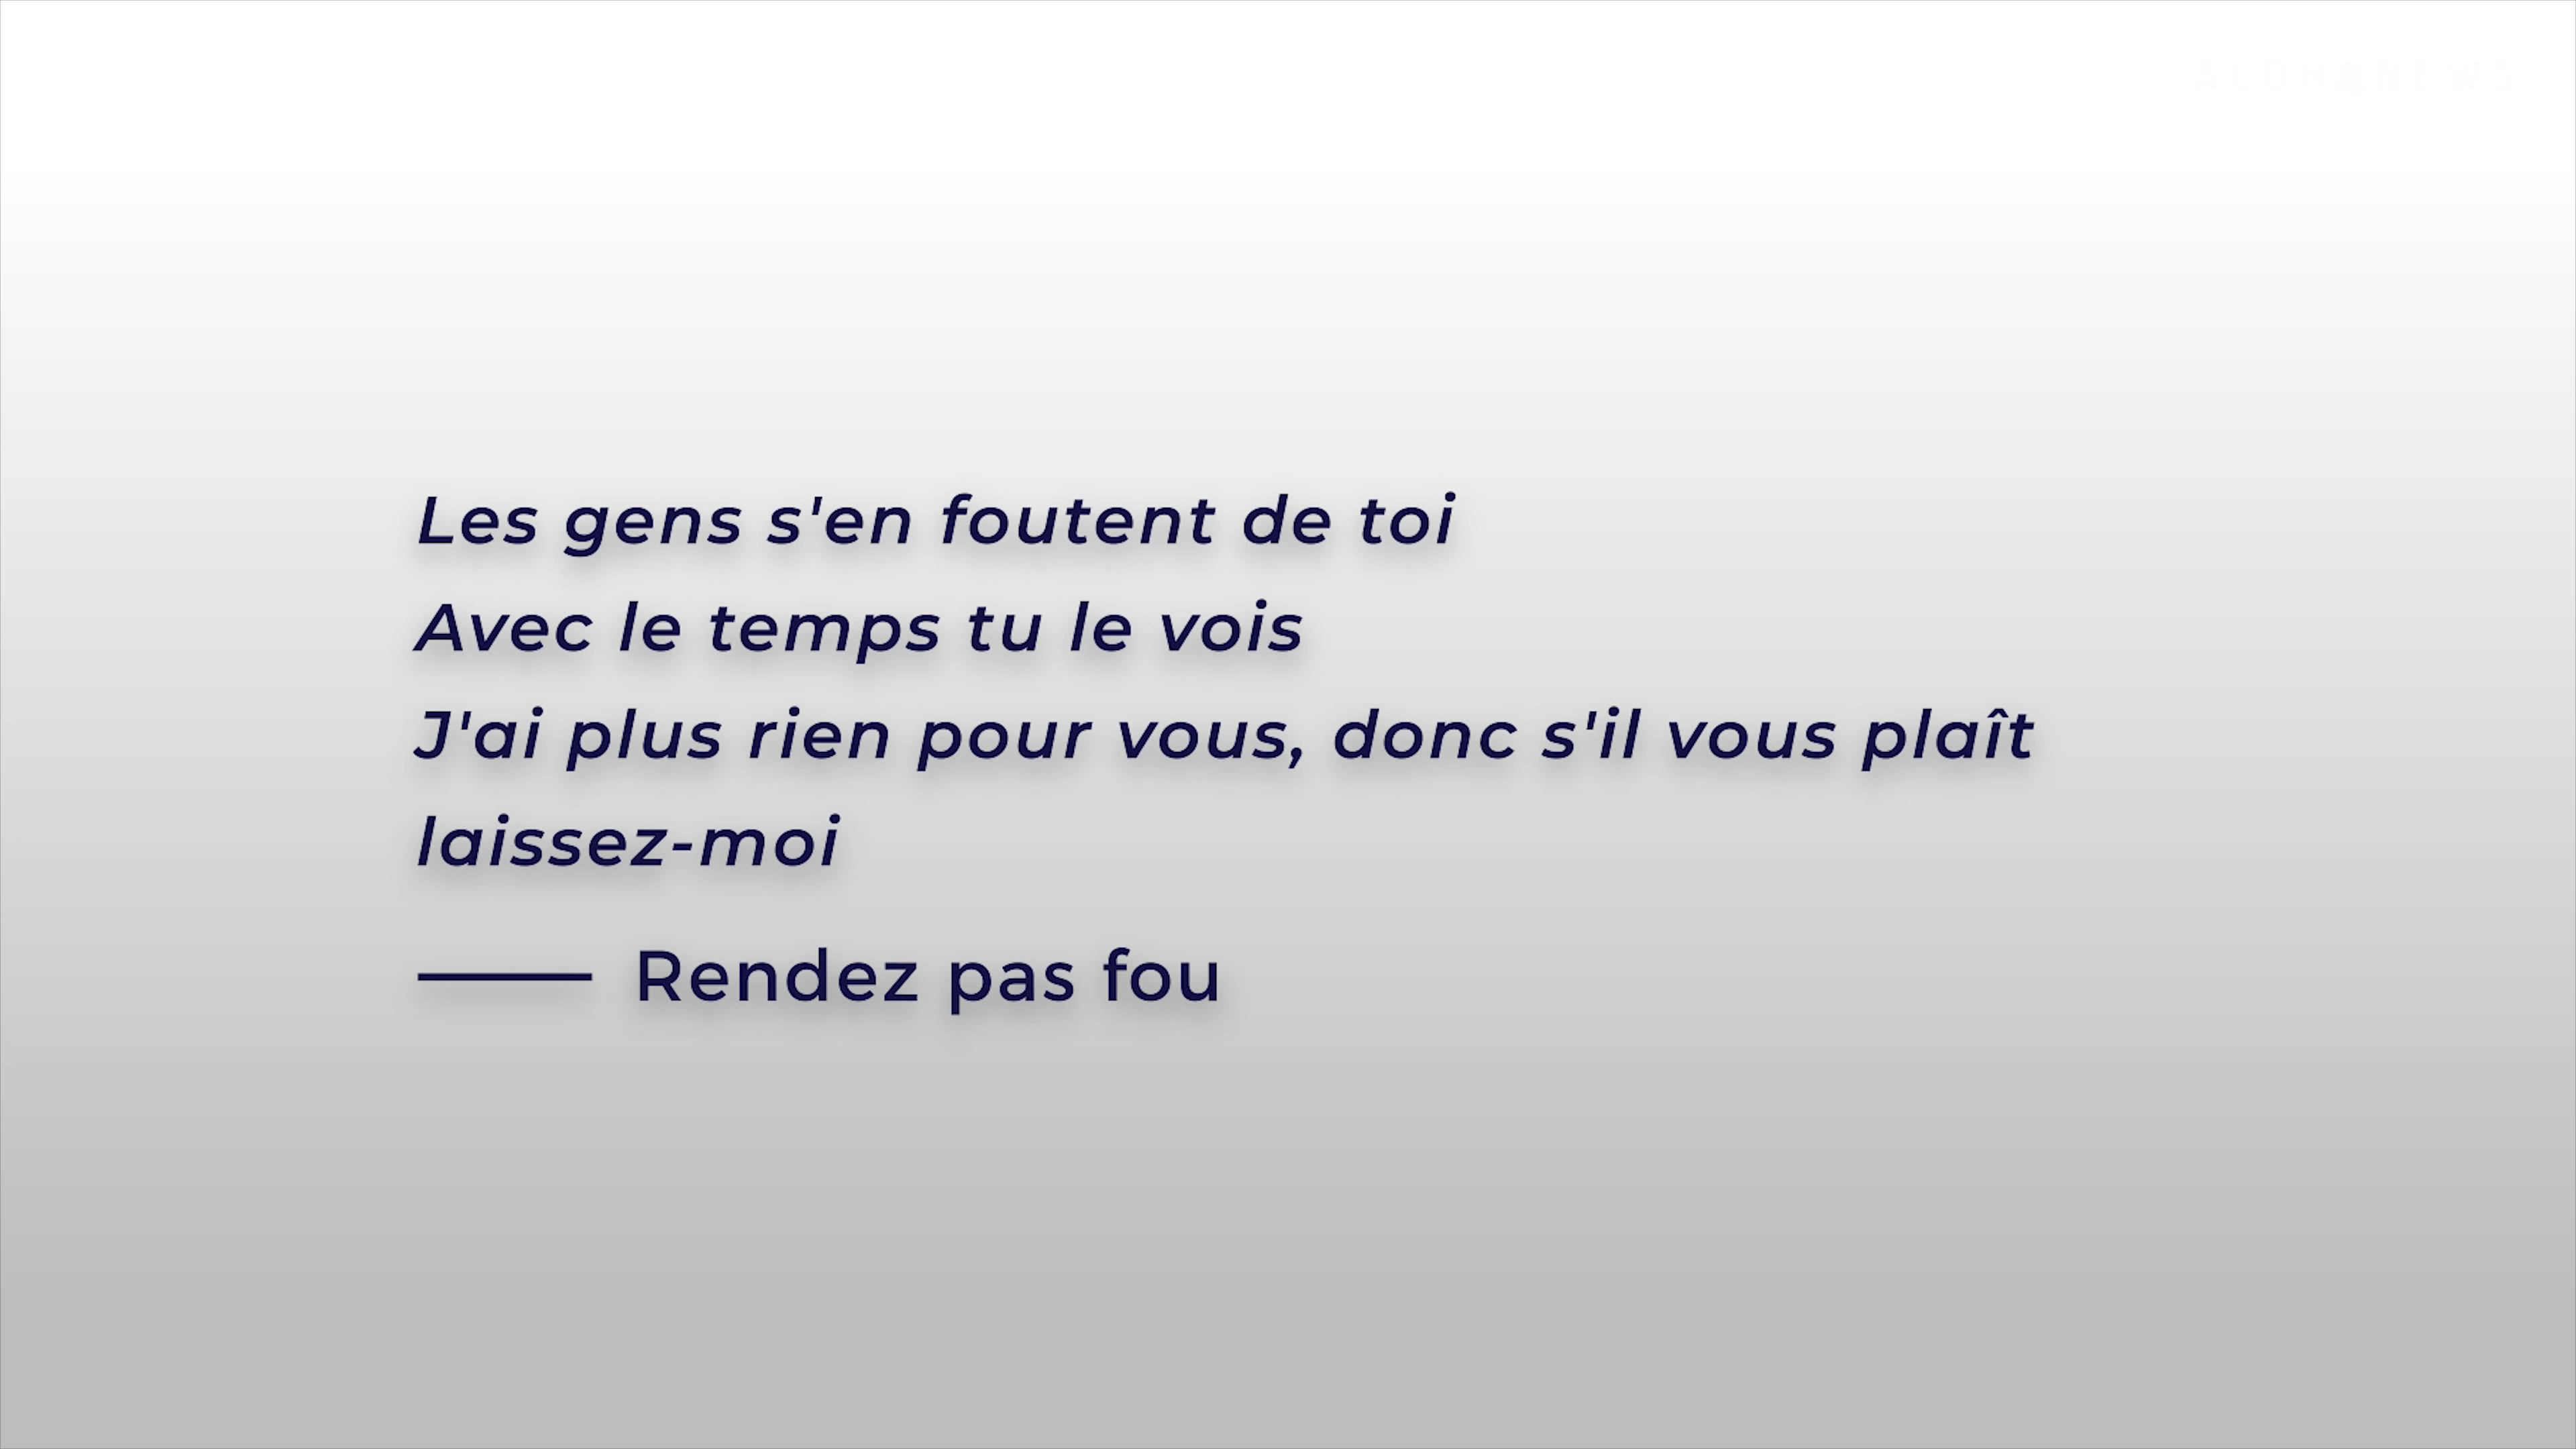 Les gens s'en foutent de toi
Avec le temps tu le vois
J'ai plus rien pour vous, donc s'il vous plaît
laissez-moi
Rendez pas fou